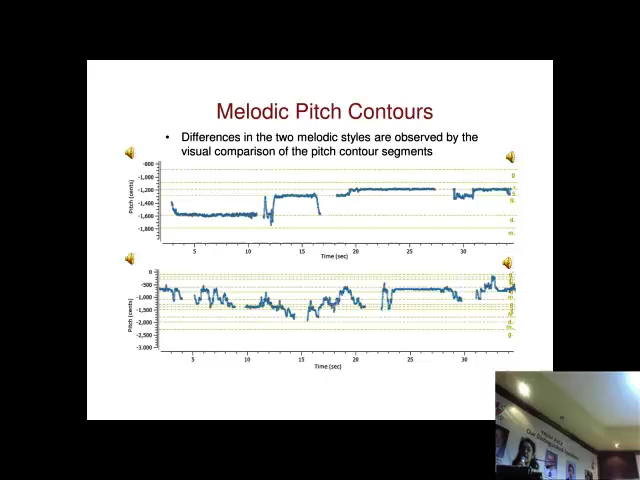 Melodic Pitch Contours
• Differences in the two melodic styles are observed by the
visual comparison of the pitch contour segments
-800
-1,000
-1,200
-1,400
-1,600
-1,800
Pitch (cents)
g
d
m
5 10 15 20 25 30
Time (sec)
0
-500
-1,000
-1,500
-2,000
-2,500
-3,000
Pitch (cents)
g
5 10 15 20 25 30
Time (sec)
Our Distinguished Speakers